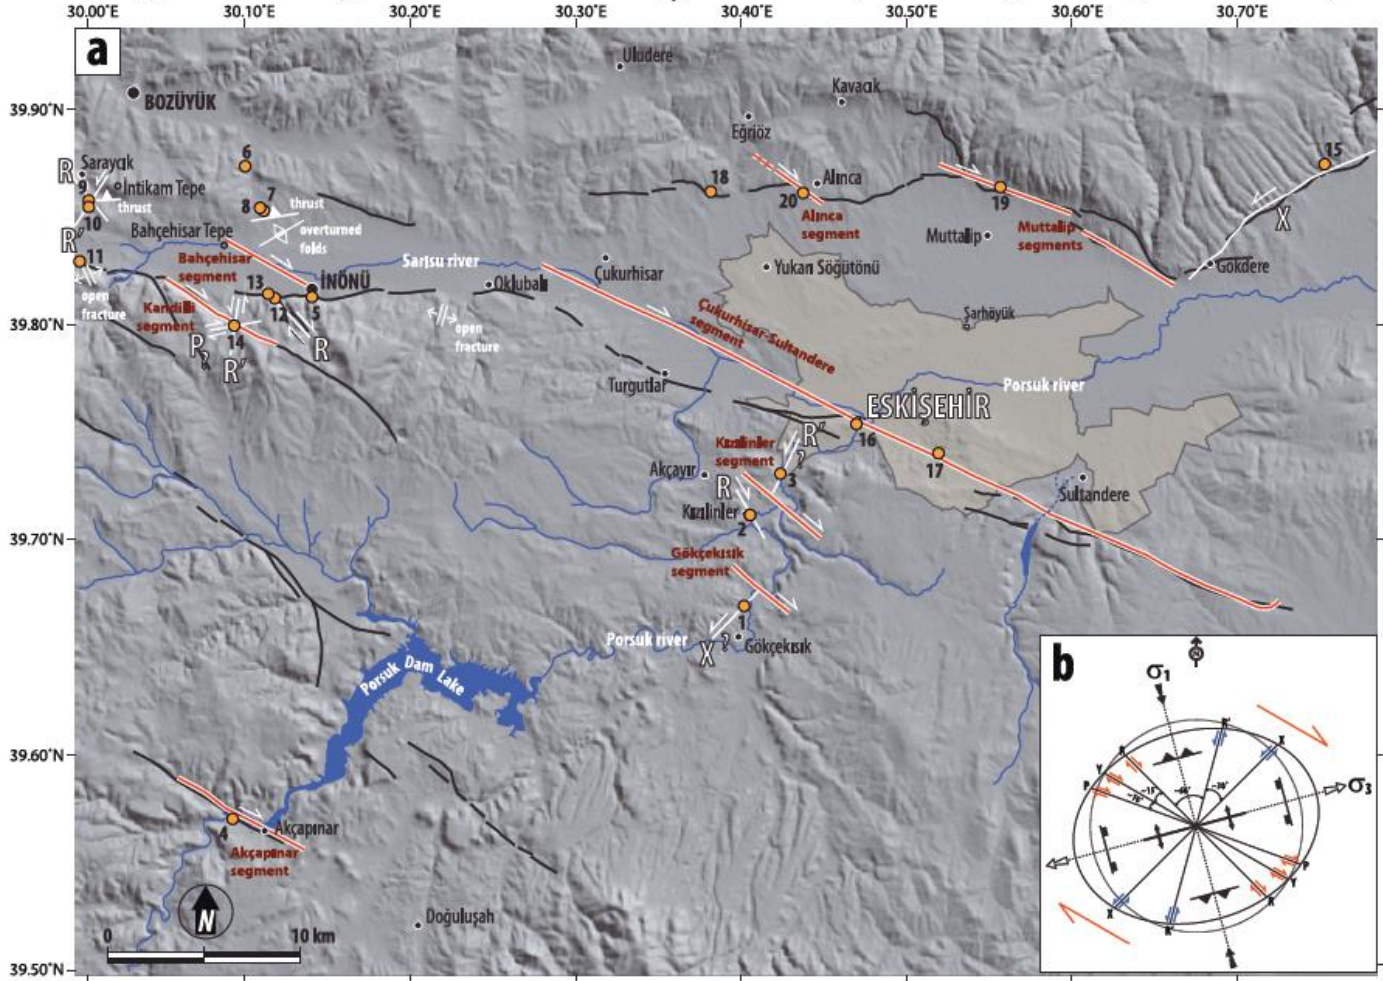 30.00°E
30.10°E
30.20°E
30.30°E
30.40°E
30.50°E
30.60°E
30.70°E
a
39.90°N
39.80°N
39.70°N
39.60°N
39.50°N
Uludere
BOZÜYÜK
Kavacık
Eğriöz
R
Saraycık
6
15
9
İntikam Tepe
7
8
thrust
thrust
18
Alınca
20
19
10
R'
Bahçehisar Tepe
overturned
folds
Alınca
segment
Muttalıp
Muttalıp
segments
X
11
Bahçehisar
segment
Sarısu river
Çukurhisar
Yukarı Söğütönü
Gökdere
open
fracture
13
İNÖNÜ
Oklubalı
Kandilli
segment
12
5
open
fracture
Çukurhisar-Sultandere
segment
Şarhöyük
P
?
14
R'
R
Turgutlar
Porsuk river
ESKİŞEHİR
16
Kızılinler
segment
R'
?
17
Akçayır
3
R
Kızılinler
2
Sultandere
Gökçekısık
segment
1
Porsuk river
X
?
Gökçekısık
Porsuk Dam Lake
4
Akçapınar
Akçapınar
segment
N
0
10 km
Doğuluşah
b
σ1
R'
X
R
Y
P
~15°
σ3
P
Y
R
X
R'